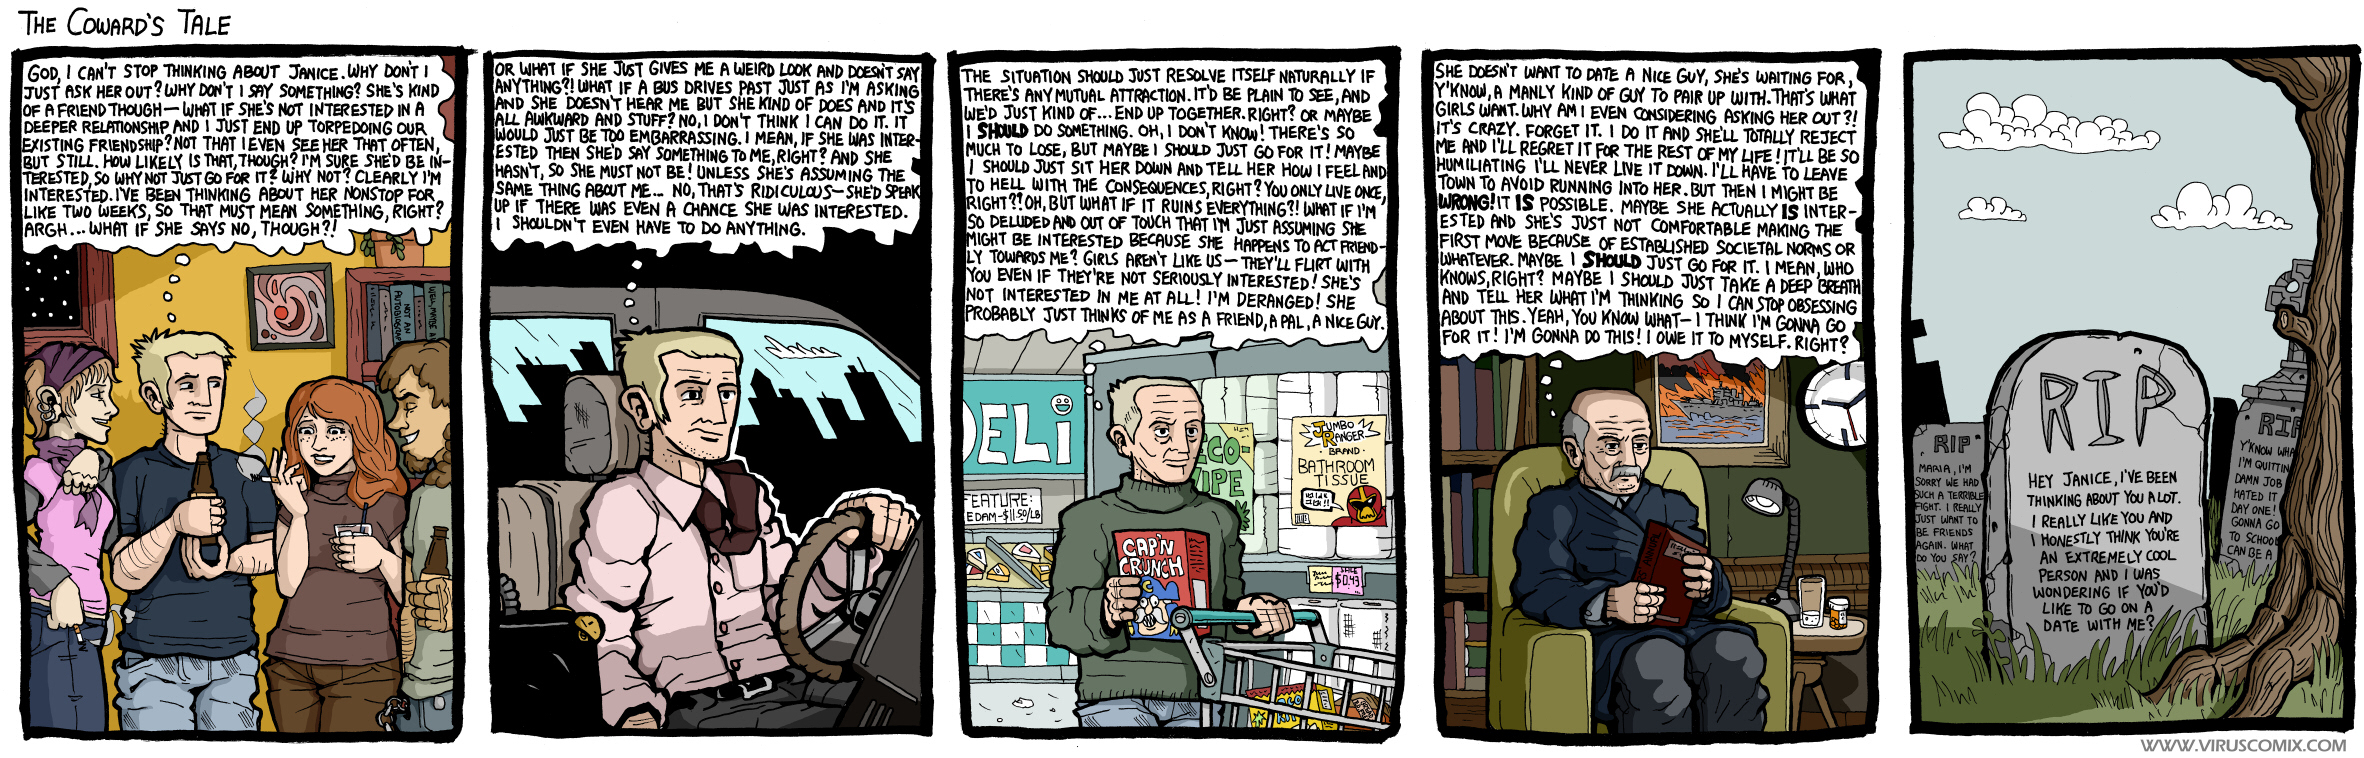 THE COWARD'S TALE
GOD, I CAN'T STOP THINKING ABOUT JANICE. WHY DON'T I
JUST ASK HER OUT? WHY DON'T I SAY SOMETHING? SHE'S KIND
OF A FRIEND THOUGH— WHAT IF SHE'S NOT INTERESTED IN A
DEEPER RELATIONSHIP AND I JUST END UP TORPEDOING OUR
EXISTING FRIENDSHIP? NOT THAT I EVEN SEE HER THAT OFTEN,
BUT STILL. HOW LIKELY IS THAT, THOUGH? I'M SURE SHE'D BE IN-
TERESTED, SO WHY NOT JUST GO FOR IT? WHY NOT? CLEARLY I'M
INTERESTED. I'VE BEEN THINKING ABOUT HER NONSTOP FOR
LIKE TWO WEEKS, SO THAT MUST MEAN SOMETHING, RIGHT?
ARGH... WHAT IF SHE SAYS NO, THOUGH?!
NOT AN
AUTOBIOGRAPHY
WELL, MAYBE A
OR WHAT IF SHE JUST GIVES ME A WEIRD LOOK AND DOESN'T SAY
ANYTHING?! WHAT IF A BUS DRIVES PAST JUST AS I'M ASKING
AND SHE DOESN'T HEAR ME BUT SHE KIND OF DOES AND IT'S
ALL AWKWARD AND STUFF? NO, I DON'T THINK I CAN DO IT. IT
WOULD JUST BE TOO EMBARRASSING. I MEAN, IF SHE WAS INTER-
ESTED THEN SHE'D SAY SOMETHING TO ME, RIGHT? AND SHE
HASN'T, SO SHE MUST NOT BE! UNLESS SHE'S ASSUMING THE
SAME THING ABOUT ME... NO, THAT'S RIDICULOUS— SHE'D SPEAK
UP IF THERE WAS EVEN A CHANCE SHE WAS INTERESTED.
I SHOULDN'T EVEN HAVE TO DO ANYTHING.
THE SITUATION SHOULD JUST RESOLVE ITSELF NATURALLY IF
THERE'S ANY MUTUAL ATTRACTION. IT'D BE PLAIN TO SEE, AND
WE'D JUST KIND OF... END UP TOGETHER. RIGHT? OR MAYBE
I SHOULD DO SOMETHING. OH, I DON'T KNOW! THERE'S SO
MUCH TO LOSE, BUT MAYBE I SHOULD JUST GO FOR IT! MAYBE
I SHOULD JUST SIT HER DOWN AND TELL HER HOW I FEEL AND
TO HELL WITH THE CONSEQUENCES, RIGHT? YOU ONLY LIVE ONCE,
RIGHT?! OH, BUT WHAT IF IT RUINS EVERYTHING?! WHAT IF I'M
SO DELUDED AND OUT OF TOUCH THAT I'M JUST ASSUMING SHE
MIGHT BE INTERESTED BECAUSE SHE HAPPENS TO ACT FRIEND-
LY TOWARDS ME? GIRLS AREN'T LIKE US— THEY'LL FLIRT WITH
YOU EVEN IF THEY'RE NOT SERIOUSLY INTERESTED! SHE'S
NOT INTERESTED IN ME AT ALL! I'M DERANGED! SHE
PROBABLY JUST THINKS OF ME AS A FRIEND, A PAL, A NICE GUY.
DELI
FEATURE:
EDAM-$11.50/LB
CAP'N
CRUNCH
ECO-
WIPE
JUMBO
RANGER
BRAND
BATHROOM
TISSUE
SALE
$0.43
SHE DOESN'T WANT TO DATE A NICE GUY, SHE'S WAITING FOR,
Y'KNOW, A MANLY KIND OF GUY TO PAIR UP WITH. THAT'S WHAT
GIRLS WANT. WHY AM I EVEN CONSIDERING ASKING HER OUT?!
IT'S CRAZY. FORGET IT. I DO IT AND SHE'LL TOTALLY REJECT
ME AND I'LL REGRET IT FOR THE REST OF MY LIFE! IT'LL BE SO
HUMILIATING I'LL NEVER LIVE IT DOWN. I'LL HAVE TO LEAVE
TOWN TO AVOID RUNNING INTO HER. BUT THEN I MIGHT BE
WRONG! IT IS POSSIBLE. MAYBE SHE ACTUALLY IS INTER-
ESTED AND SHE'S JUST NOT COMFORTABLE MAKING THE
FIRST MOVE BECAUSE OF ESTABLISHED SOCIETAL NORMS OR
WHATEVER. MAYBE I SHOULD JUST GO FOR IT. I MEAN, WHO
KNOWS, RIGHT? MAYBE I SHOULD JUST TAKE A DEEP BREATH
AND TELL HER WHAT I'M THINKING SO I CAN STOP OBSESSING
ABOUT THIS. YEAH, YOU KNOW WHAT— I THINK I'M GONNA GO
FOR IT! I'M GONNA DO THIS! I OWE IT TO MYSELF. RIGHT?
RIP
MARIA, I'M
SORRY WE HAD
SUCH A TERRIBLE
FIGHT. I REALLY
JUST WANT TO
BE FRIENDS
AGAIN. WHAT
DO YOU SAY?
RIP
HEY JANICE, I'VE BEEN
THINKING ABOUT YOU A LOT.
I REALLY LIKE YOU AND
I HONESTLY THINK YOU'RE
AN EXTREMELY COOL
PERSON AND I WAS
WONDERING IF YOU'D
LIKE TO GO ON A
DATE WITH ME?
RIP
Y'KNOW WHA
I'M QUITTIN
DAMN JOB
HATED IT
DAY ONE!
GONNA GO
TO SCHOOL
CAN BE A
WWW.VIRUSCOMIX.COM